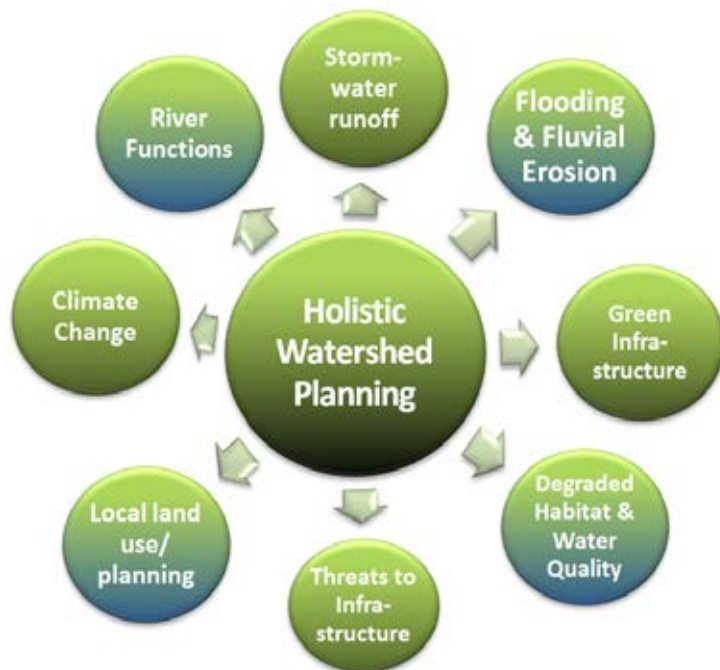 Storm-
water
runoff
River
Functions
Flooding
& Fluvial
Erosion
Climate
Change
Holistic
Watershed
Planning
Green
Infra-
structure
Local land
use/
planning
Degraded
Habitat &
Water
Quality
Threats to
Infra-
structure